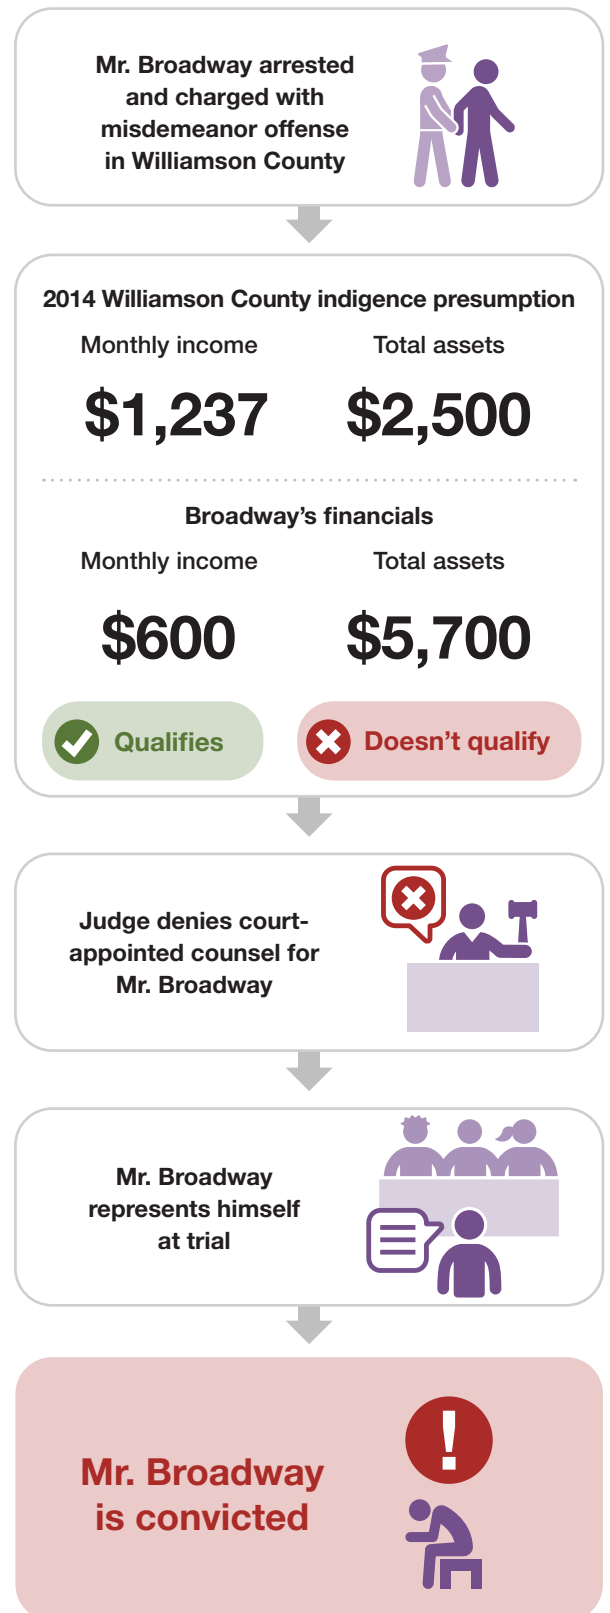 Mr. Broadway arrested
and charged with
misdemeanor offense
in Williamson County
2014 Williamson County indigence presumption
Monthly income
Total assets
$1,237
$2,500
Broadway’s financials
Monthly income
Total assets
$600
$5,700
Qualifies
Doesn’t qualify
Judge denies court-
appointed counsel for
Mr. Broadway
Mr. Broadway
represents himself
at trial
Mr. Broadway
is convicted